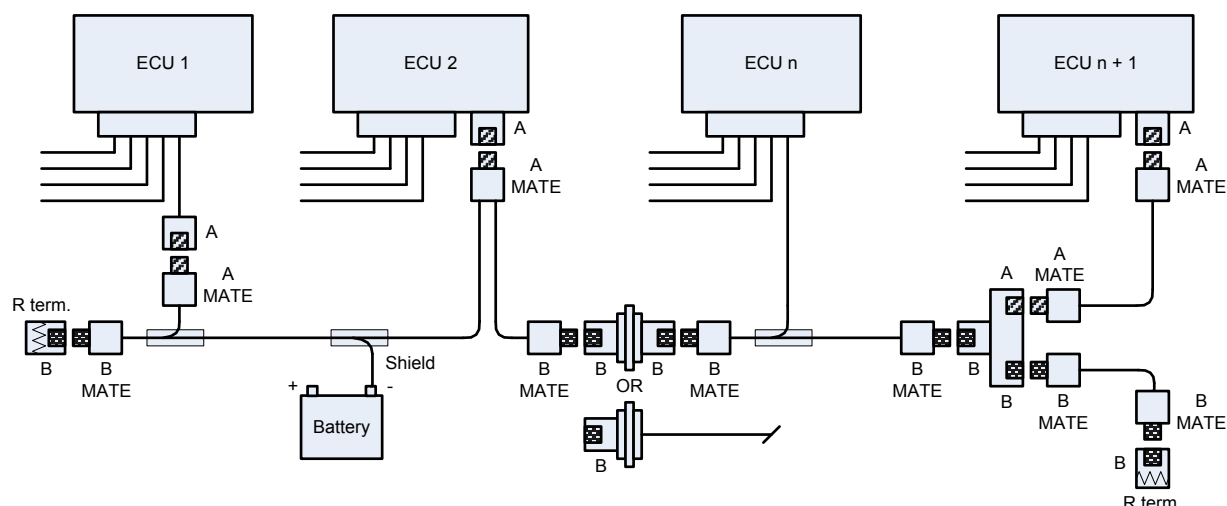 ECU 1
ECU 2
ECU n
ECU n + 1
A
A
A
MATE
A
MATE
A
A
MATE
R term.
B
B
MATE
Shield
+
-
Battery
B
MATE
B
B
B
MATE
OR
B
B
MATE
B
A
A
MATE
B
B
MATE
B
MATE
B
R term.